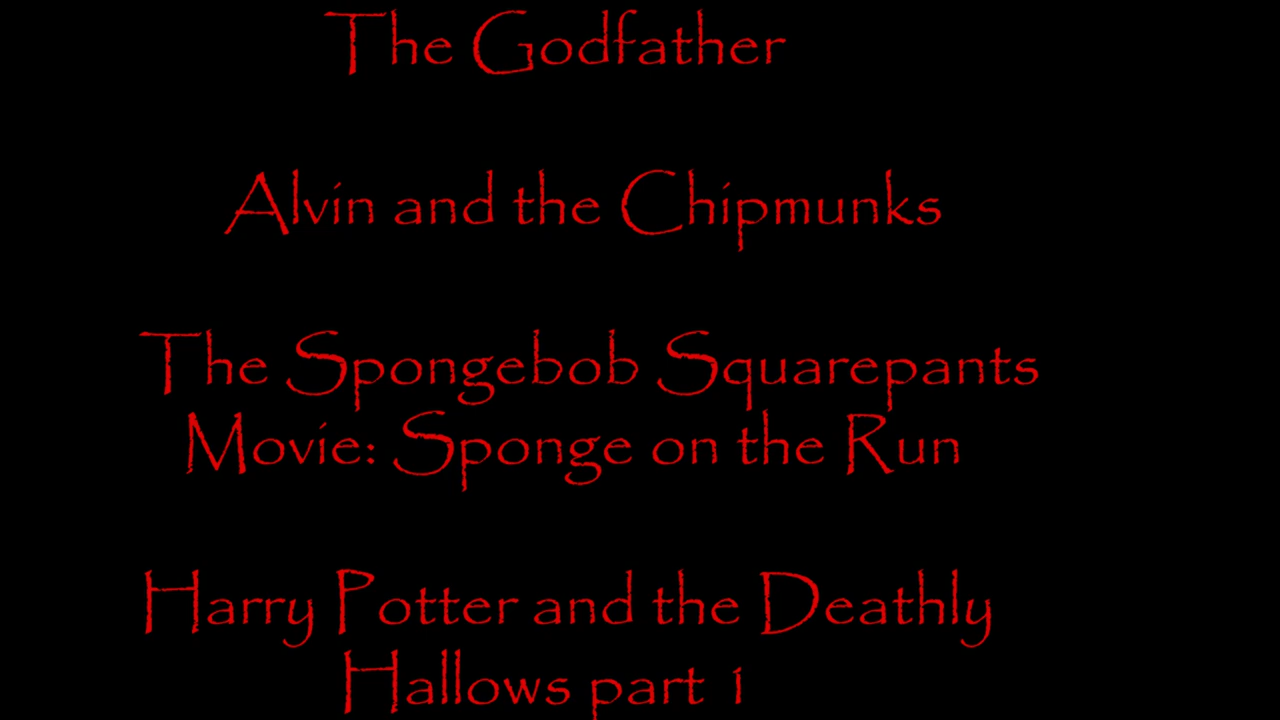 The Godfather
Alvin and the Chipmunks
The Spongebob Squarepants
Movie: Sponge on the Run
Harry Potter and the Deathly
Hallows part 1